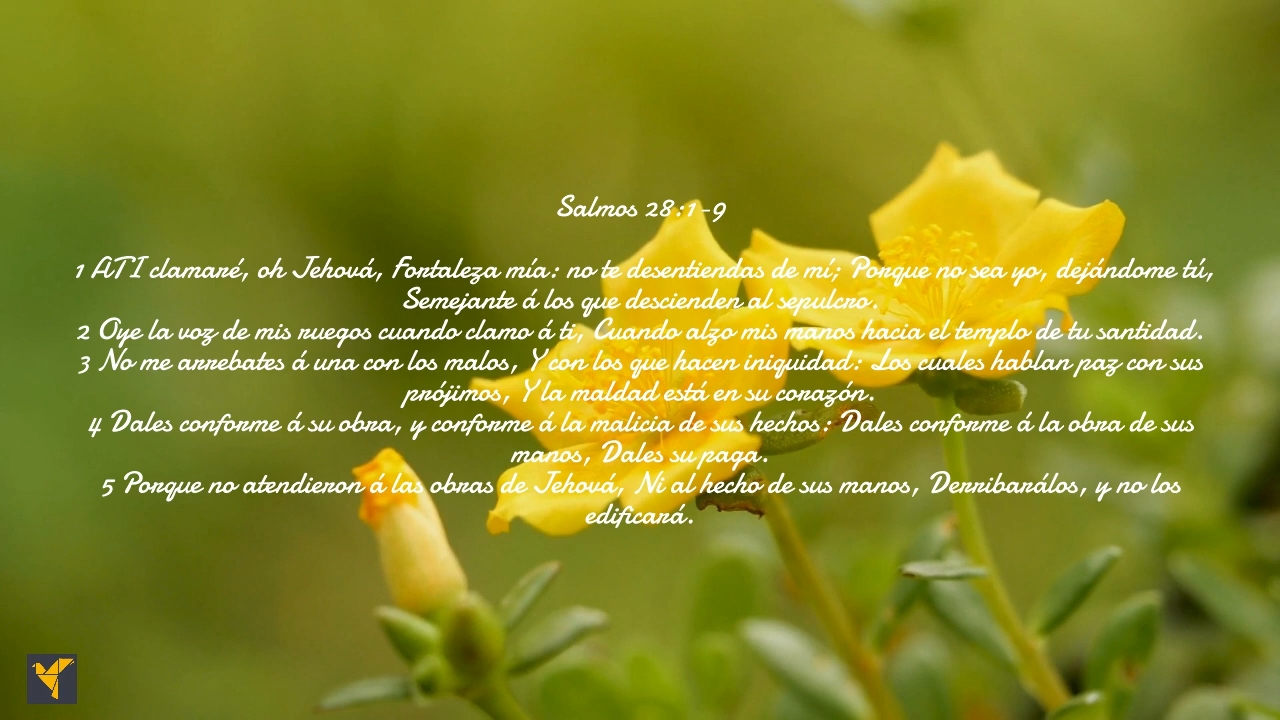 Salmos 28:1-9
1 ATI clamaré, oh Jehová, Fortaleza mía: no te desentiendas de mí; Porque no sea yo, dejándome tú,
Semejante á los que descienden al sepulcro.
2 Oye la voz de mis ruegos cuando clamo á ti, Cuando alzo mis manos hacia el templo de tu santidad.
3 No me arrebates á una con los malos, Y con los que hacen iniquidad: Los cuales hablan paz con sus
prójimos, Y la maldad está en su corazón.
4 Dales conforme á su obra, y conforme á la malicia de sus hechos: Dales conforme á la obra de sus
manos, Dales su paga.
5 Porque no atendieron á las obras de Jehová, Ni al hecho de sus manos, Derribarálos, y no los
edificará.